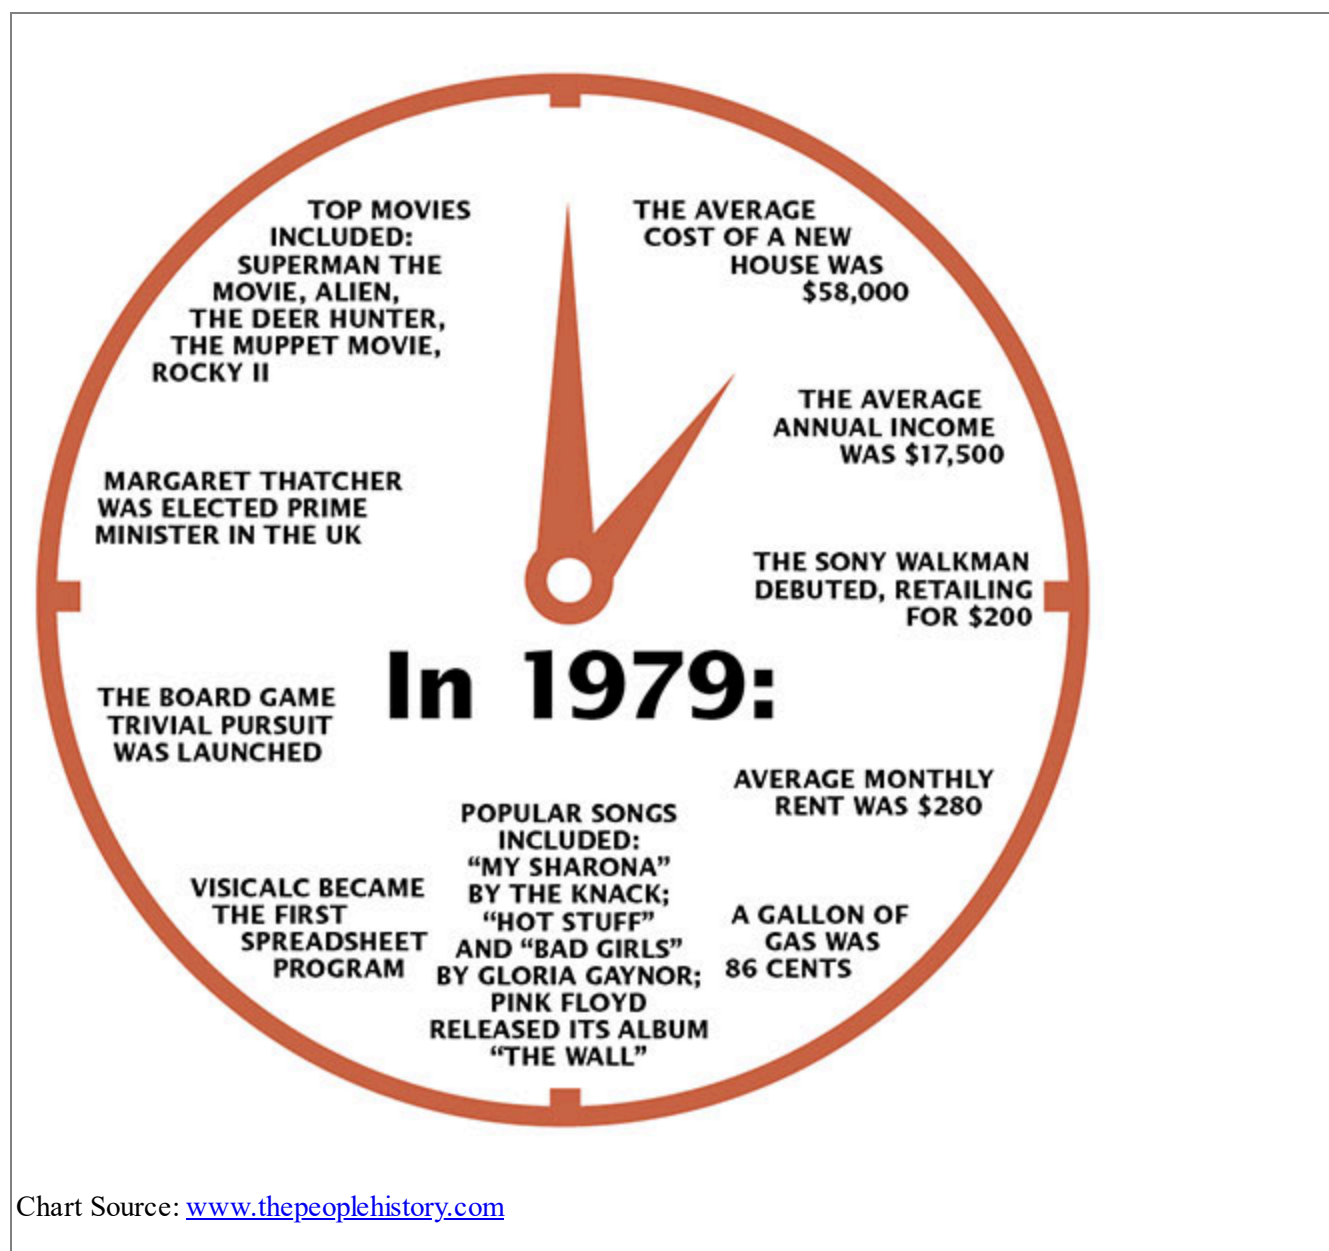 TOP MOVIES
INCLUDED:
SUPERMAN THE
MOVIE, ALIEN,
THE DEER HUNTER,
THE MUPPET MOVIE,
ROCKY II
THE AVERAGE
COST OF A NEW
HOUSE WAS
$58,000
THE AVERAGE
ANNUAL INCOME
WAS $17,500
MARGARET THATCHER
WAS ELECTED PRIME
MINISTER IN THE UK
THE SONY WALKMAN
DEBUTED, RETAILING
FOR $200
In 1979:
THE BOARD GAME
TRIVIAL PURSUIT
WAS LAUNCHED
AVERAGE MONTHLY
RENT WAS $280
VISICALC BECAME
THE FIRST
SPREADSHEET
PROGRAM
POPULAR SONGS
INCLUDED:
“MY SHARONA”
BY THE KNACK;
“HOT STUFF”
AND “BAD GIRLS”
BY GLORIA GAYNOR;
PINK FLOYD
RELEASED ITS ALBUM
“THE WALL”
A GALLON OF
GAS WAS
86 CENTS
Chart Source: www.thepeoplehistory.com